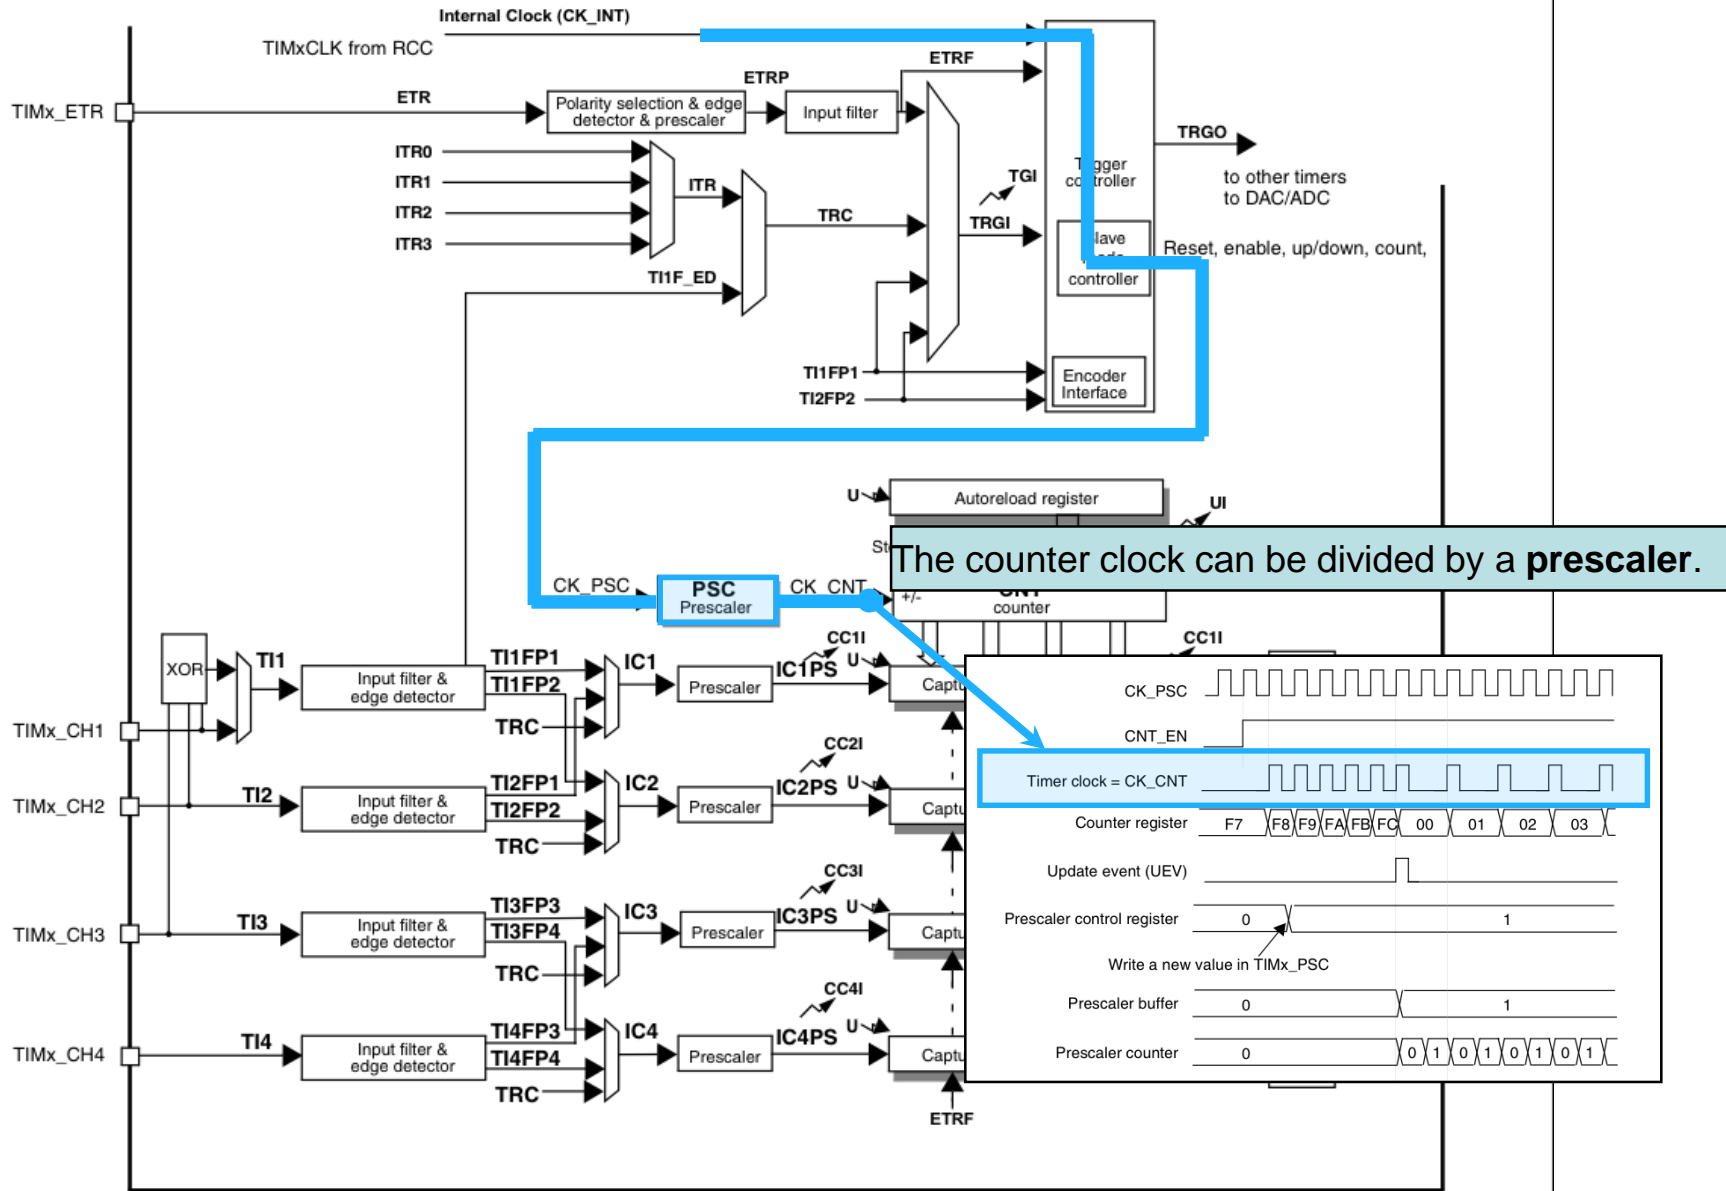 Internal Clock (CK_INT)
TIMxCLK from RCC
ETRF
ETRP
TIMx_ETR
ETR
Polarity selection & edge
detector & prescaler
Input filter
TRGO
ITR0
ITR1
ITR2
ITR3
ITR
TRC
TGI
TRGI
controller
to other timers
to DAC/ADC
Reset, enable, up/down, count,
controller
TI1F_ED
TI1FP1
TI2FP2
Encoder
Interface
U
Autoreload register
UI
The counter clock can be divided by a prescaler.
CK_PSC
PSC
Prescaler
CK_CNT
+/-
counter
XOR
TI1
Input filter &
edge detector
TI1FP1
TI1FP2
TRC
IC1
Prescaler
CC1I
IC1PS
U
CC1I
TIMx_CH1
TIMx_CH2
TI2
Input filter &
edge detector
TI2FP1
TI2FP2
TRC
IC2
Prescaler
CC2I
IC2PS
U
TIMx_CH3
TI3
Input filter &
edge detector
TI3FP3
TI3FP4
TRC
IC3
Prescaler
CC3I
IC3PS
U
TIMx_CH4
TI4
Input filter &
edge detector
TI4FP3
TI4FP4
TRC
IC4
Prescaler
CC4I
IC4PS
U
ETRF
CK_PSC
CNT_EN
Timer clock = CK_CNT
Counter register F7 F8 F9 FA FB FC 00 01 02 03
Update event (UEV)
Prescaler control register 0 1
Write a new value in TIMx_PSC
Prescaler buffer 0 1
Prescaler counter 0 0 1 0 1 0 1 0 1